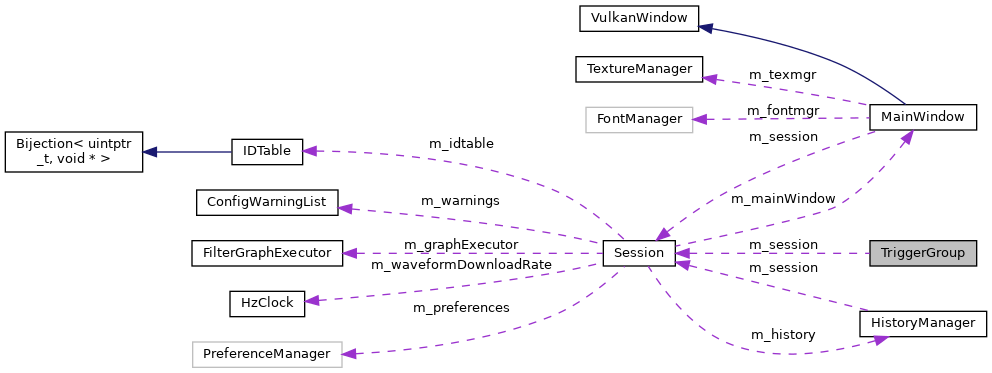 VulkanWindow
TextureManager
m_texmgr
m_fontmgr
FontManager
MainWindow
m_session
Bijection< uintptr
_t, void * >
IDTable
m_idtable
ConfigWarningList
m_warnings
m_mainWindow
FilterGraphExecutor
m_graphExecutor
Session
m_session
TriggerGroup
m_waveformDownloadRate
m_session
HzClock
m_preferences
HistoryManager
m_history
PreferenceManager